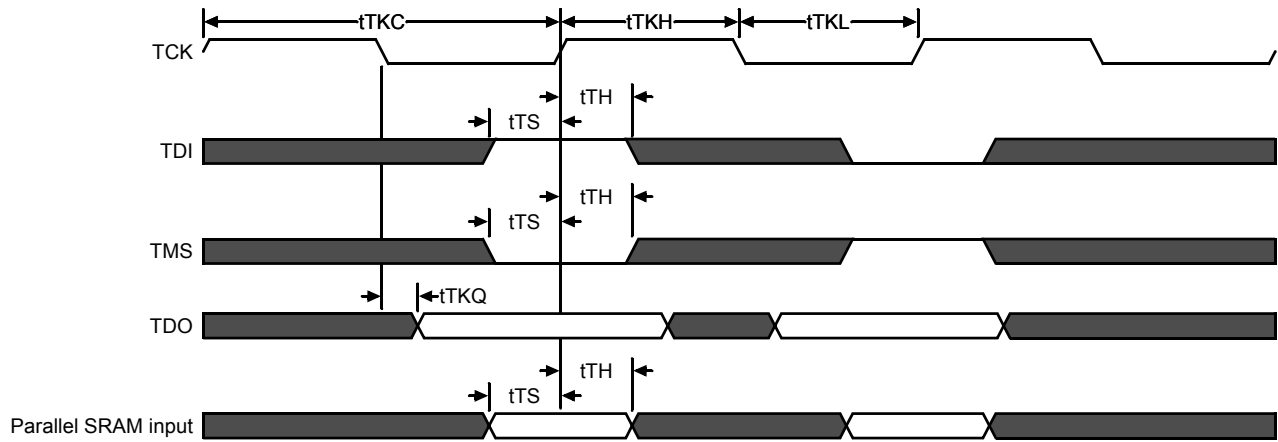 tTKC
tTKH
tTKL
TCK
tTH
tTS
TDI
tTH
tTS
TMS
tTKQ
TDO
tTH
tTS
Parallel SRAM input